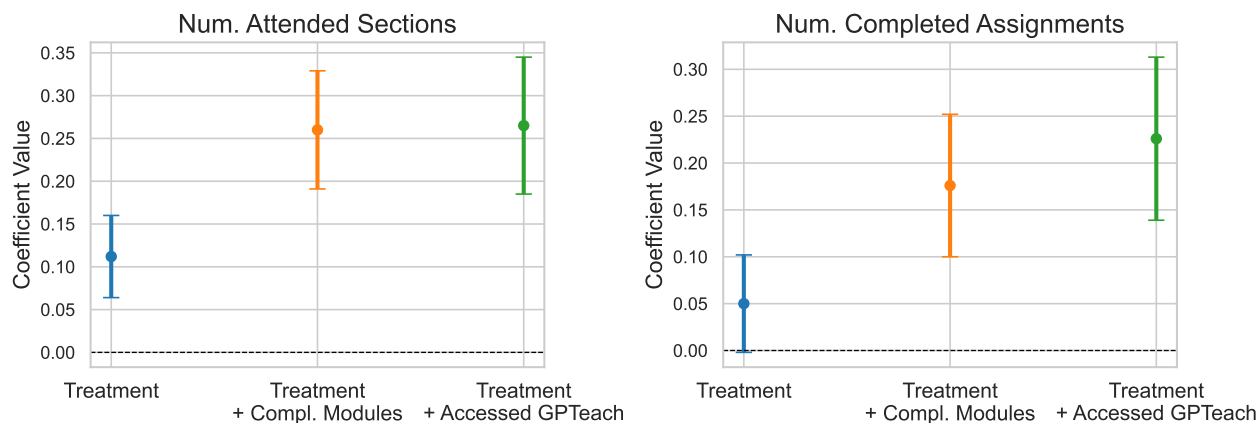 Num. Attended Sections
Coefficient Value
0.35
0.30
0.25
0.20
0.15
0.10
0.05
0.00
Treatment
Treatment
+ Compl. Modules
Treatment
+ Accessed GPTeach
Num. Completed Assignments
Coefficient Value
0.30
0.25
0.20
0.15
0.10
0.05
0.00
Treatment
Treatment
+ Compl. Modules
Treatment
+ Accessed GPTeach